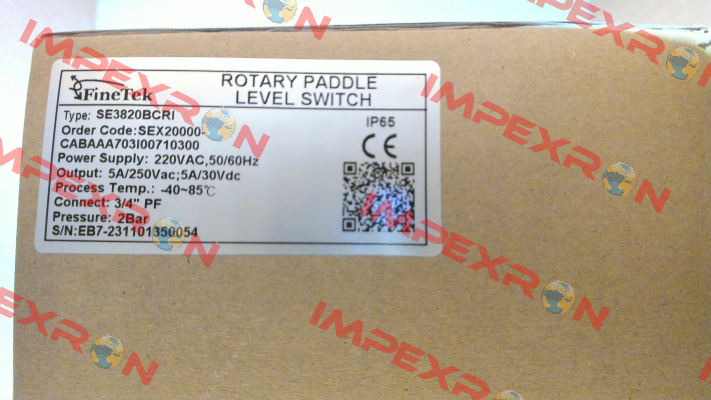 FineTek
ROTARY PADDLE
LEVEL SWITCH
Type: SE3820BCRI
Order Code:SEX20000-
CABAAA703I00710300
Power Supply: 220VAC,50/60Hz
Output: 5A/250Vac;5A/30Vdc
Process Temp.: -40~85℃
Connect: 3/4" PF
Pressure: 2Bar
S/N:EB7-231101350054
IP65
CE
IMPEXRON
IMPEXRON
IMPEXRON
IMPEXRON
IMPEXRON
IMPEXRON
IMPEXRON
IMPEXRON